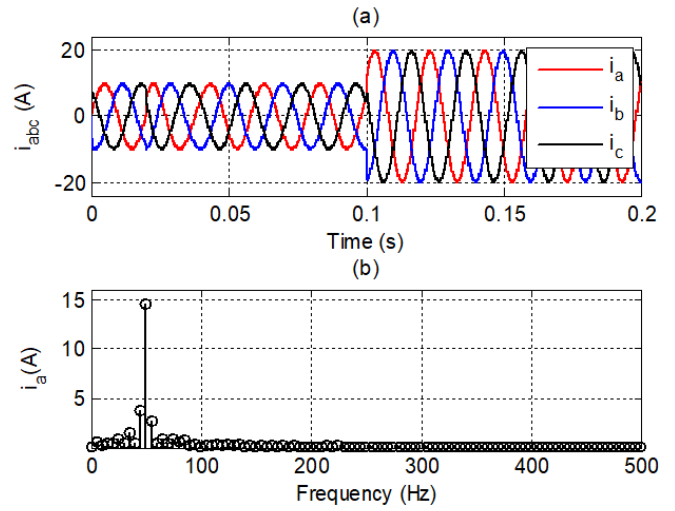 (a)
20
0
-20
i_abc (A)
i_a
i_b
i_c
0 0.05 0.1 0.15 0.2
Time (s)
(b)
15
10
5
i_a(A)
0 100 200 300 400 500
Frequency (Hz)